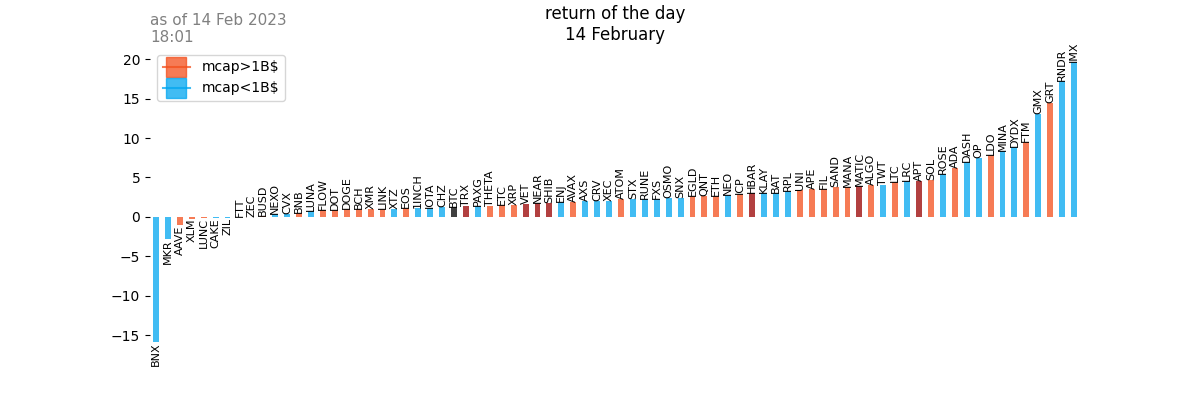 as of 14 Feb 2023
18:01
return of the day
14 February
mcap>1B$
mcap<1B$
20
15
10
5
0
−5
−10
−15
BNX
MKR
AAVE
XLM
LUNC
CAKE
ZIL
FTT
ZEC
BUSD
NEXO
CVX
BNB
LUNA
FLOW
DOT
DOGE
BCH
XMR
LINK
XTZ
EOS
1INCH
IOTA
CHZ
BTC
TRX
PAXG
THETA
ETC
XRP
VET
NEAR
SHIB
ENJ
AVAX
AXS
CRV
XEC
ATOM
STX
RUNE
FXS
OSMO
SNX
EGLD
QNT
ETH
NEO
ICP
HBAR
KLAY
BAT
RPL
UNI
APE
FIL
SAND
MANA
MATIC
ALGO
TWT
LTC
LRC
APT
SOL
ROSE
ADA
DASH
OP
LDO
MINA
DYDX
FTM
GMX
GRT
RNDR
IMX